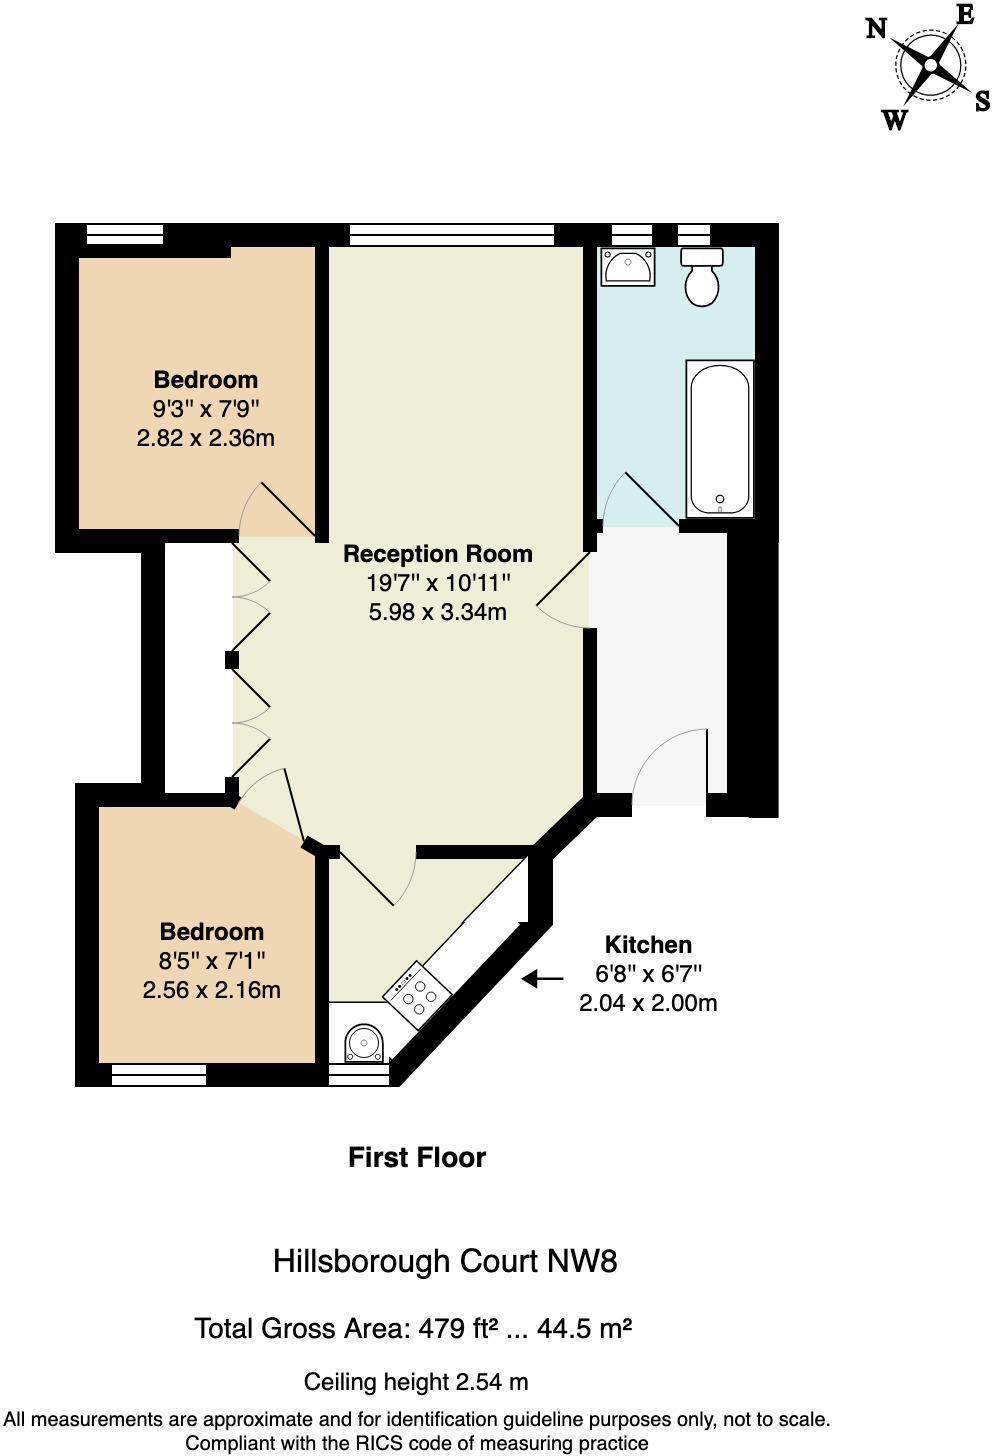 E
N
S
W
Bedroom
9'3" x 7'9"
2.82 x 2.36m
Reception Room
19'7" x 10'11"
5.98 x 3.34m
Bedroom
8'5" x 7'1"
2.56 x 2.16m
Kitchen
6'8" x 6'7"
2.04 x 2.00m
First Floor
Hillsborough Court NW8
Total Gross Area: 479 ft² ... 44.5 m²
Ceiling height 2.54 m
All measurements are approximate and for identification guideline purposes only, not to scale.
Compliant with the RICS code of measuring practice